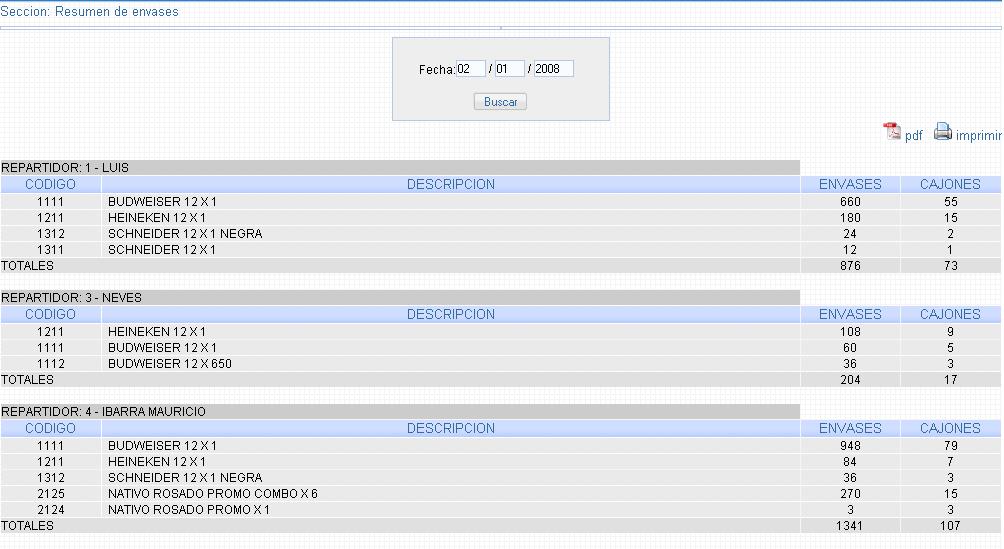 Seccion: Resumen de envases
Fecha: 02 / 01 / 2008
Buscar
pdf imprimir
REPARTIDOR: 1 - LUIS
CODIGO DESCRIPCION ENVASES CAJONES
1111 BUDWEISER 12 X 1 660 55
1211 HEINEKEN 12 X 1 180 15
1312 SCHNEIDER 12 X 1 NEGRA 24 2
1311 SCHNEIDER 12 X 1 12 1
TOTALES 876 73
REPARTIDOR: 3 - NEVES
CODIGO DESCRIPCION ENVASES CAJONES
1211 HEINEKEN 12 X 1 108 9
1111 BUDWEISER 12 X 1 60 5
1112 BUDWEISER 12 X 650 36 3
TOTALES 204 17
REPARTIDOR: 4 - IBARRA MAURICIO
CODIGO DESCRIPCION ENVASES CAJONES
1111 BUDWEISER 12 X 1 948 79
1211 HEINEKEN 12 X 1 84 7
1312 SCHNEIDER 12 X 1 NEGRA 36 3
2125 NATIVO ROSADO PROMO COMBO X 6 270 15
2124 NATIVO ROSADO PROMO X 1 3 3
TOTALES 1341 107